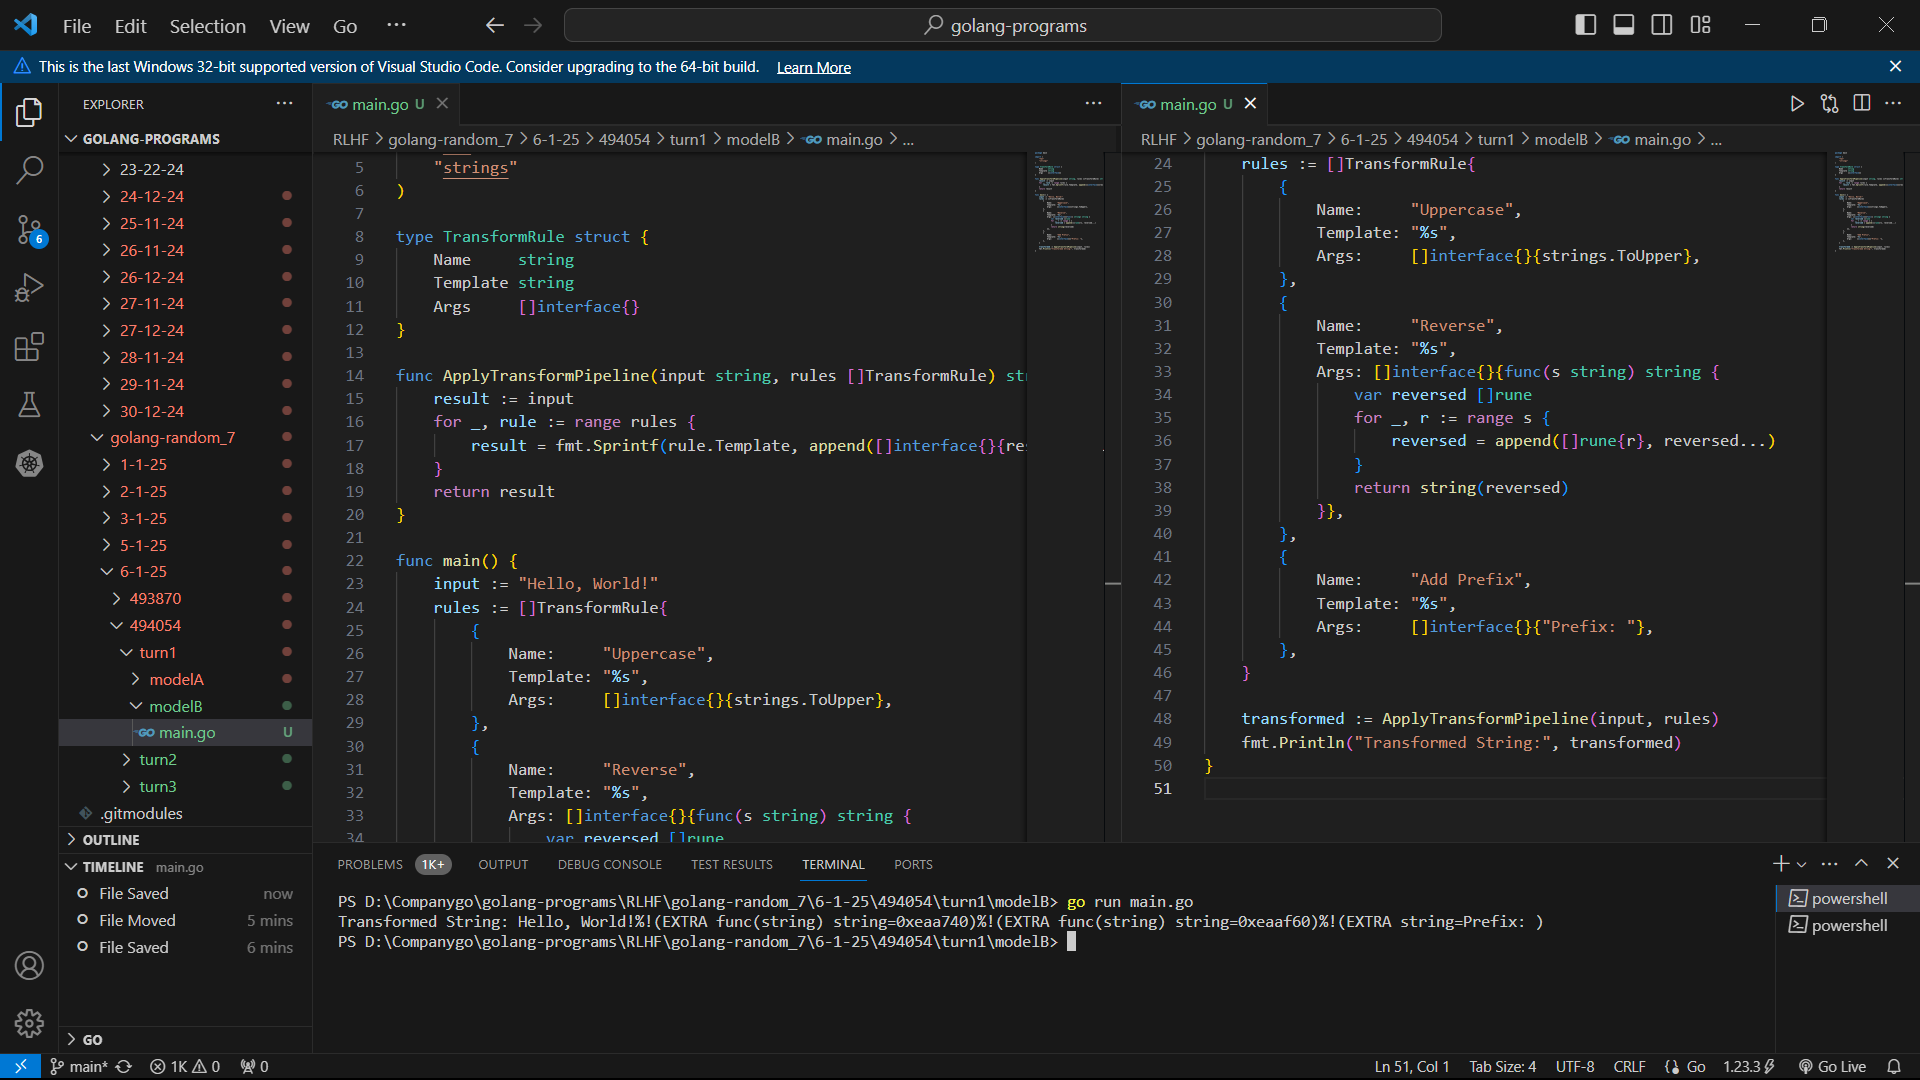 File Edit Selection View Go ··· golang-programs
This is the last Windows 32-bit supported version of Visual Studio Code. Consider upgrading to the 64-bit build. Learn More
EXPLORER
GOLANG-PROGRAMS
23-22-24
24-12-24
25-11-24
26-11-24
26-12-24
27-11-24
27-12-24
28-11-24
29-11-24
30-12-24
golang-random_7
1-1-25
2-1-25
3-1-25
5-1-25
6-1-25
493870
494054
turn1
modelA
modelB
main.go U
turn2
turn3
.gitmodules
OUTLINE
TIMELINE main.go
File Saved now
File Moved 5 mins
File Saved 6 mins
GO
6
main.go U
RLHF > golang-random_7 > 6-1-25 > 494054 > turn1 > modelB > main.go > ...
5 "strings"
6 )
7
8 type TransformRule struct {
9 Name string
10 Template string
11 Args []interface{}
12 }
13
14 func ApplyTransformPipeline(input string, rules []TransformRule) st
15 result := input
16 for _, rule := range rules {
17 result = fmt.Sprintf(rule.Template, append([]interface{}{re
18 }
19 return result
20 }
21
22 func main() {
23 input := "Hello, World!"
24 rules := []TransformRule{
25 {
26 Name: "Uppercase",
27 Template: "%s",
28 Args: []interface{}{strings.ToUpper},
29 },
30 {
31 Name: "Reverse",
32 Template: "%s",
33 Args: []interface{}{func(s string) string {
34 var reversed []rune
main.go U
RLHF > golang-random_7 > 6-1-25 > 494054 > turn1 > modelB > main.go > ...
24 rules := []TransformRule{
25 {
26 Name: "Uppercase",
27 Template: "%s",
28 Args: []interface{}{strings.ToUpper},
29 },
30 {
31 Name: "Reverse",
32 Template: "%s",
33 Args: []interface{}{func(s string) string {
34 var reversed []rune
35 for _, r := range s {
36 reversed = append([]rune{r}, reversed...)
37 }
38 return string(reversed)
39 }},
40 },
41 {
42 Name: "Add Prefix",
43 Template: "%s",
44 Args: []interface{}{"Prefix: "},
45 },
46 }
47
48 transformed := ApplyTransformPipeline(input, rules)
49 fmt.Println("Transformed String:", transformed)
50 }
51
PROBLEMS 1K+ OUTPUT DEBUG CONSOLE TEST RESULTS TERMINAL PORTS
PS D:\Companygo\golang-programs\RLHF\golang-random_7\6-1-25\494054\turn1\modelB> go run main.go
Transformed String: Hello, World!%!(EXTRA func(string) string=0xeaa740)%!(EXTRA func(string) string=0xeaaf60)%!(EXTRA string=Prefix: )
PS D:\Companygo\golang-programs\RLHF\golang-random_7\6-1-25\494054\turn1\modelB>
powershell
powershell
main* 1K 0 0 Ln 51, Col 1 Tab Size: 4 UTF-8 CRLF Go 1.23.3 Go Live